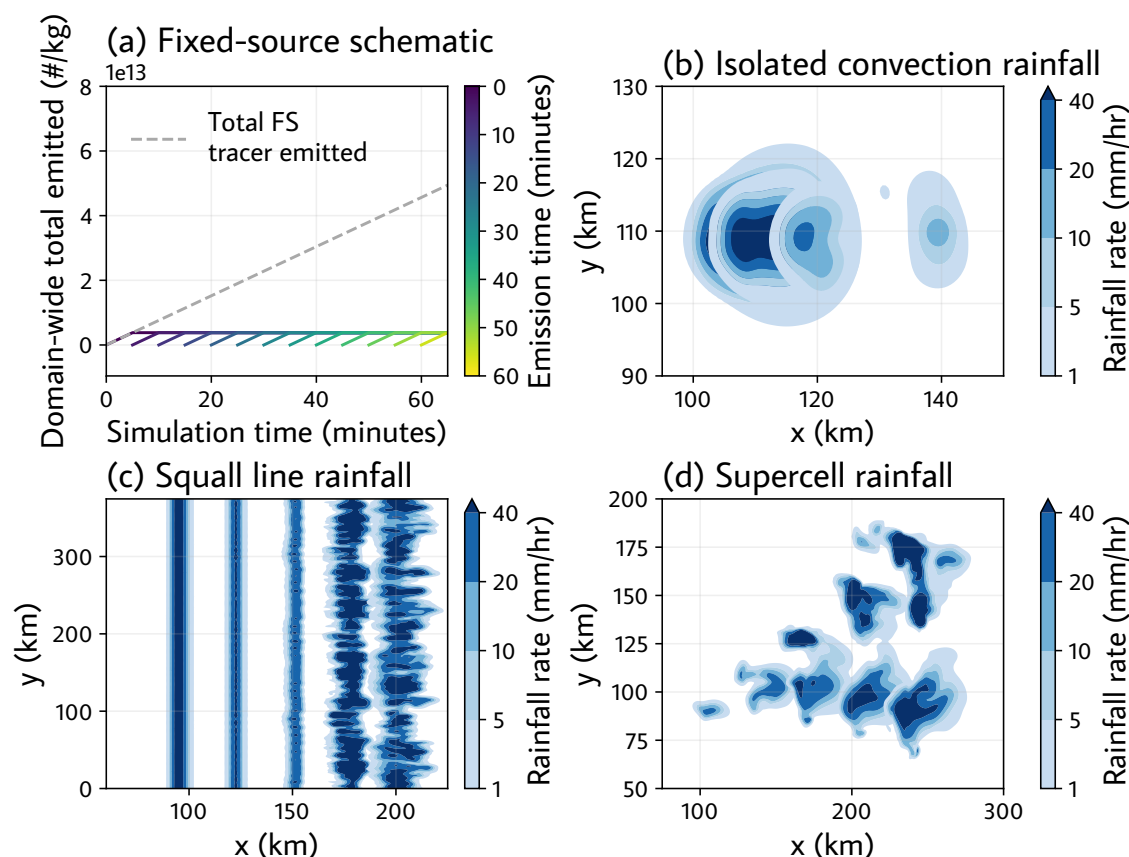 (a) Fixed-source schematic
1e13
Domain-wide total emitted (#/kg)
8
6
4
2
0
Total FS
tracer emitted
0
20
40
60
Simulation time (minutes)
0
10
20
30
40
50
60
Emission time (minutes)
(b) Isolated convection rainfall
y (km)
130
120
110
100
90
100
120
140
x (km)
40
20
10
5
1
Rainfall rate (mm/hr)
(c) Squall line rainfall
y (km)
300
200
100
0
100
150
200
x (km)
40
20
10
5
1
Rainfall rate (mm/hr)
(d) Supercell rainfall
y (km)
200
175
150
125
100
75
50
100
200
300
x (km)
40
20
10
5
1
Rainfall rate (mm/hr)